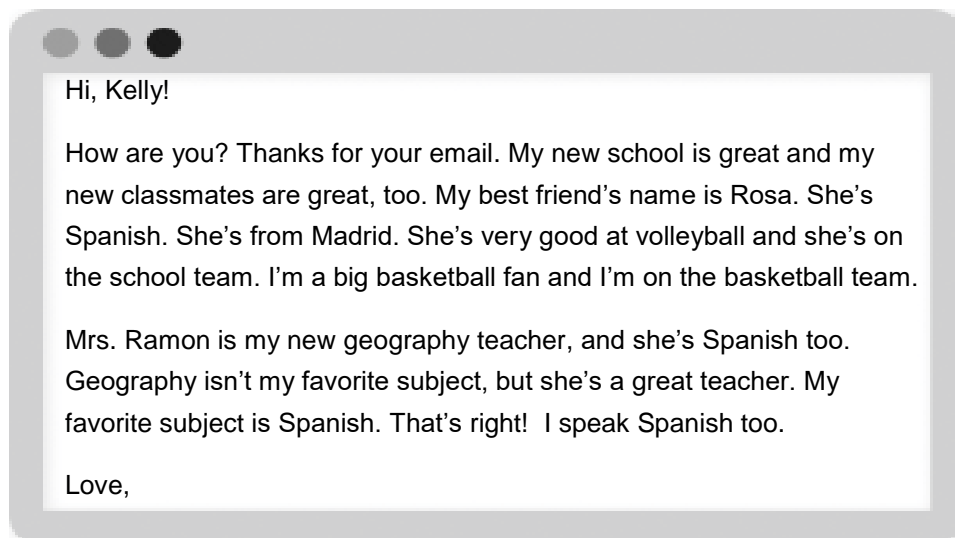 Hi, Kelly!
How are you? Thanks for your email. My new school is great and my
new classmates are great, too. My best friend’s name is Rosa. She’s
Spanish. She’s from Madrid. She’s very good at volleyball and she’s on
the school team. I’m a big basketball fan and I’m on the basketball team.
Mrs. Ramon is my new geography teacher, and she’s Spanish too.
Geography isn’t my favorite subject, but she’s a great teacher. My
favorite subject is Spanish. That’s right!  I speak Spanish too.
Love,